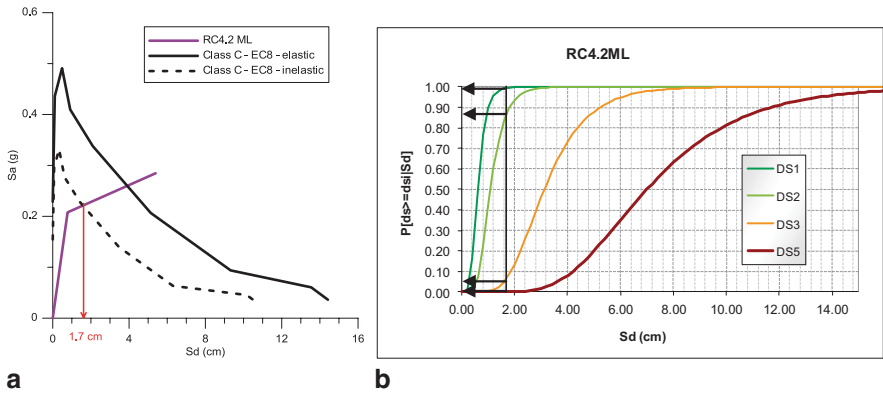 0.6
0.4
0.2
0
Sa (g)
RC4.2 ML
Class C - EC8 - elastic
Class C - EC8 - inelastic
0 4 8 12 16
1.7 cm
Sd (cm)
a
RC4.2ML
1.00
0.90
0.80
0.70
0.60
0.50
0.40
0.30
0.20
0.10
0.00
P[ds>=dsi|Sd]
DS1
DS2
DS3
DS5
0.00 2.00 4.00 6.00 8.00 10.00 12.00 14.00
Sd (cm)
b